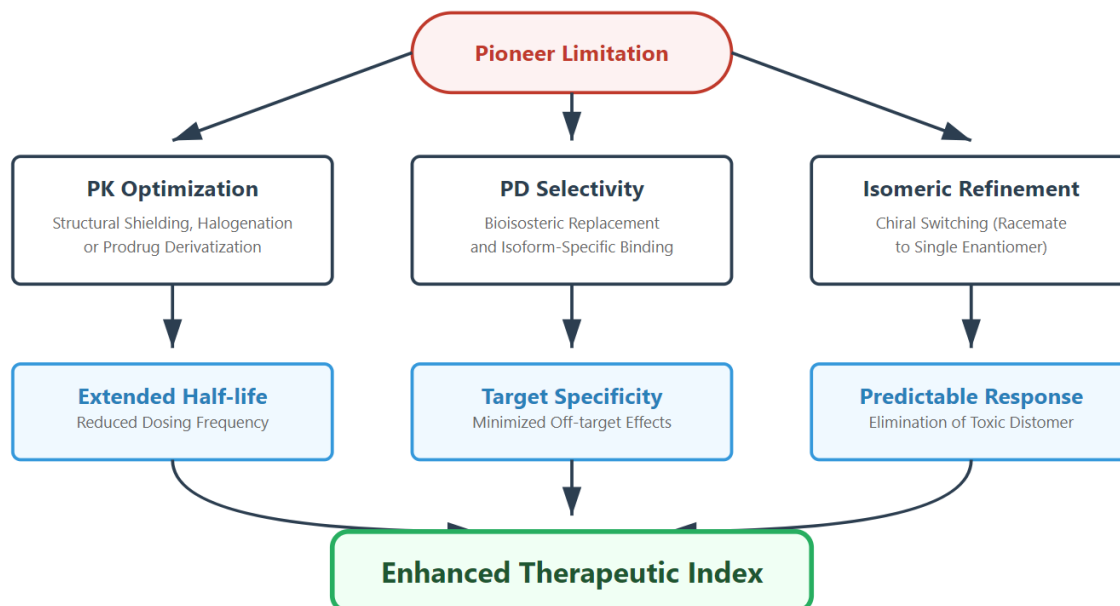 Pioneer Limitation
PK Optimization
Structural Shielding, Halogenation
or Prodrug Derivatization
PD Selectivity
Bioisosteric Replacement
and Isoform-Specific Binding
Isomeric Refinement
Chiral Switching (Racemate
to Single Enantiomer)
Extended Half-life
Reduced Dosing Frequency
Target Specificity
Minimized Off-target Effects
Predictable Response
Elimination of Toxic Distomer
Enhanced Therapeutic Index